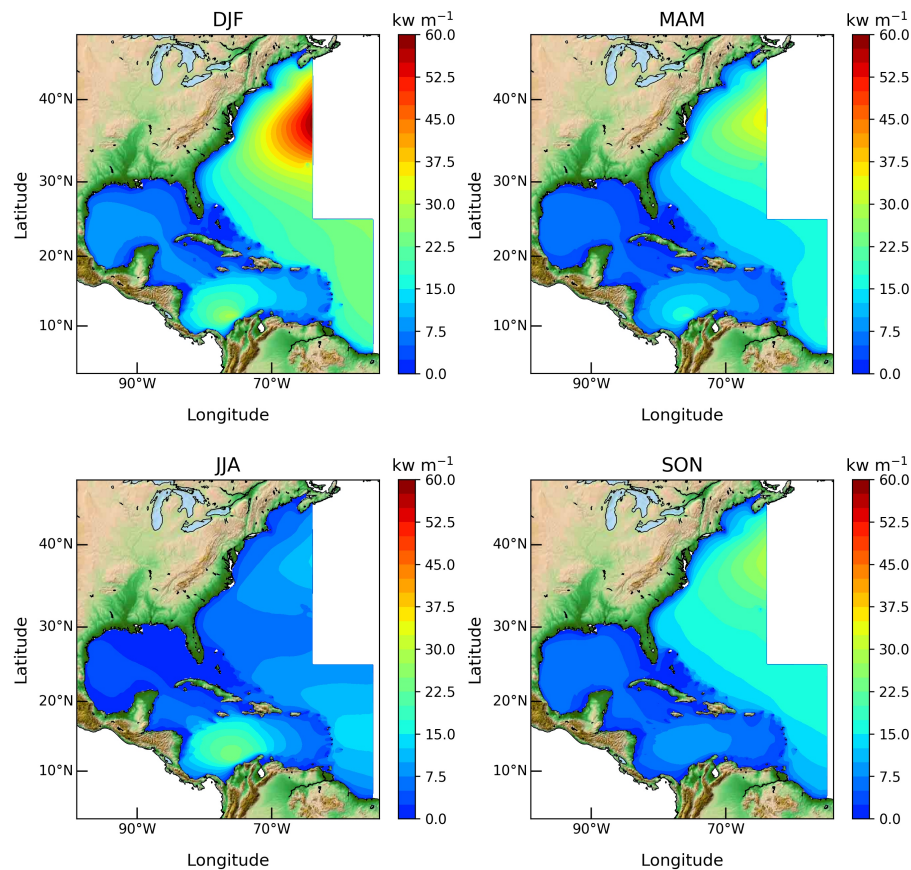 DJF
kw m⁻¹
60.0
52.5
45.0
37.5
30.0
22.5
15.0
7.5
0.0
40°N
30°N
20°N
10°N
Latitude
90°W
70°W
Longitude
MAM
kw m⁻¹
60.0
52.5
45.0
37.5
30.0
22.5
15.0
7.5
0.0
40°N
30°N
20°N
10°N
Latitude
90°W
70°W
Longitude
JJA
kw m⁻¹
60.0
52.5
45.0
37.5
30.0
22.5
15.0
7.5
0.0
40°N
30°N
20°N
10°N
Latitude
90°W
70°W
Longitude
SON
kw m⁻¹
60.0
52.5
45.0
37.5
30.0
22.5
15.0
7.5
0.0
40°N
30°N
20°N
10°N
Latitude
90°W
70°W
Longitude